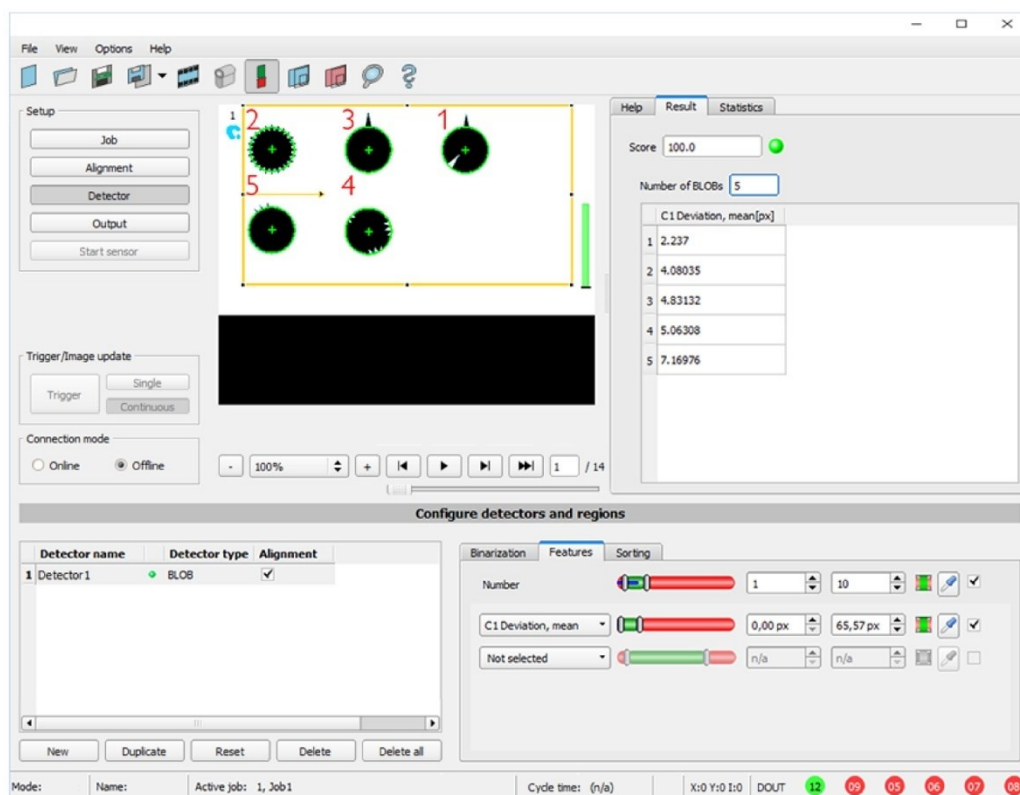 File View Options Help
Setup
Job
Alignment
Detector
Output
Start sensor
Trigger/Image update
Trigger
Single
Continuous
Connection mode
Online Offline
1
2 3 1
5 4
- 100% + 1 / 14
Help Result Statistics
Score 100.0
Number of BLOBs 5
C1 Deviation, mean[px]
1 2.237
2 4.08035
3 4.83132
4 5.06308
5 7.16976
Configure detectors and regions
Detector name Detector type Alignment
1 Detector1 BLOB
New Duplicate Reset Delete Delete all
Binarization Features Sorting
Number 1 10
C1 Deviation, mean 0,00 px 65,57 px
Not selected n/a n/a
Mode: Name: Active job: 1, Job1 Cycle time: (n/a) X:0 Y:0 I:0 DOUT 12 09 05 06 07 08